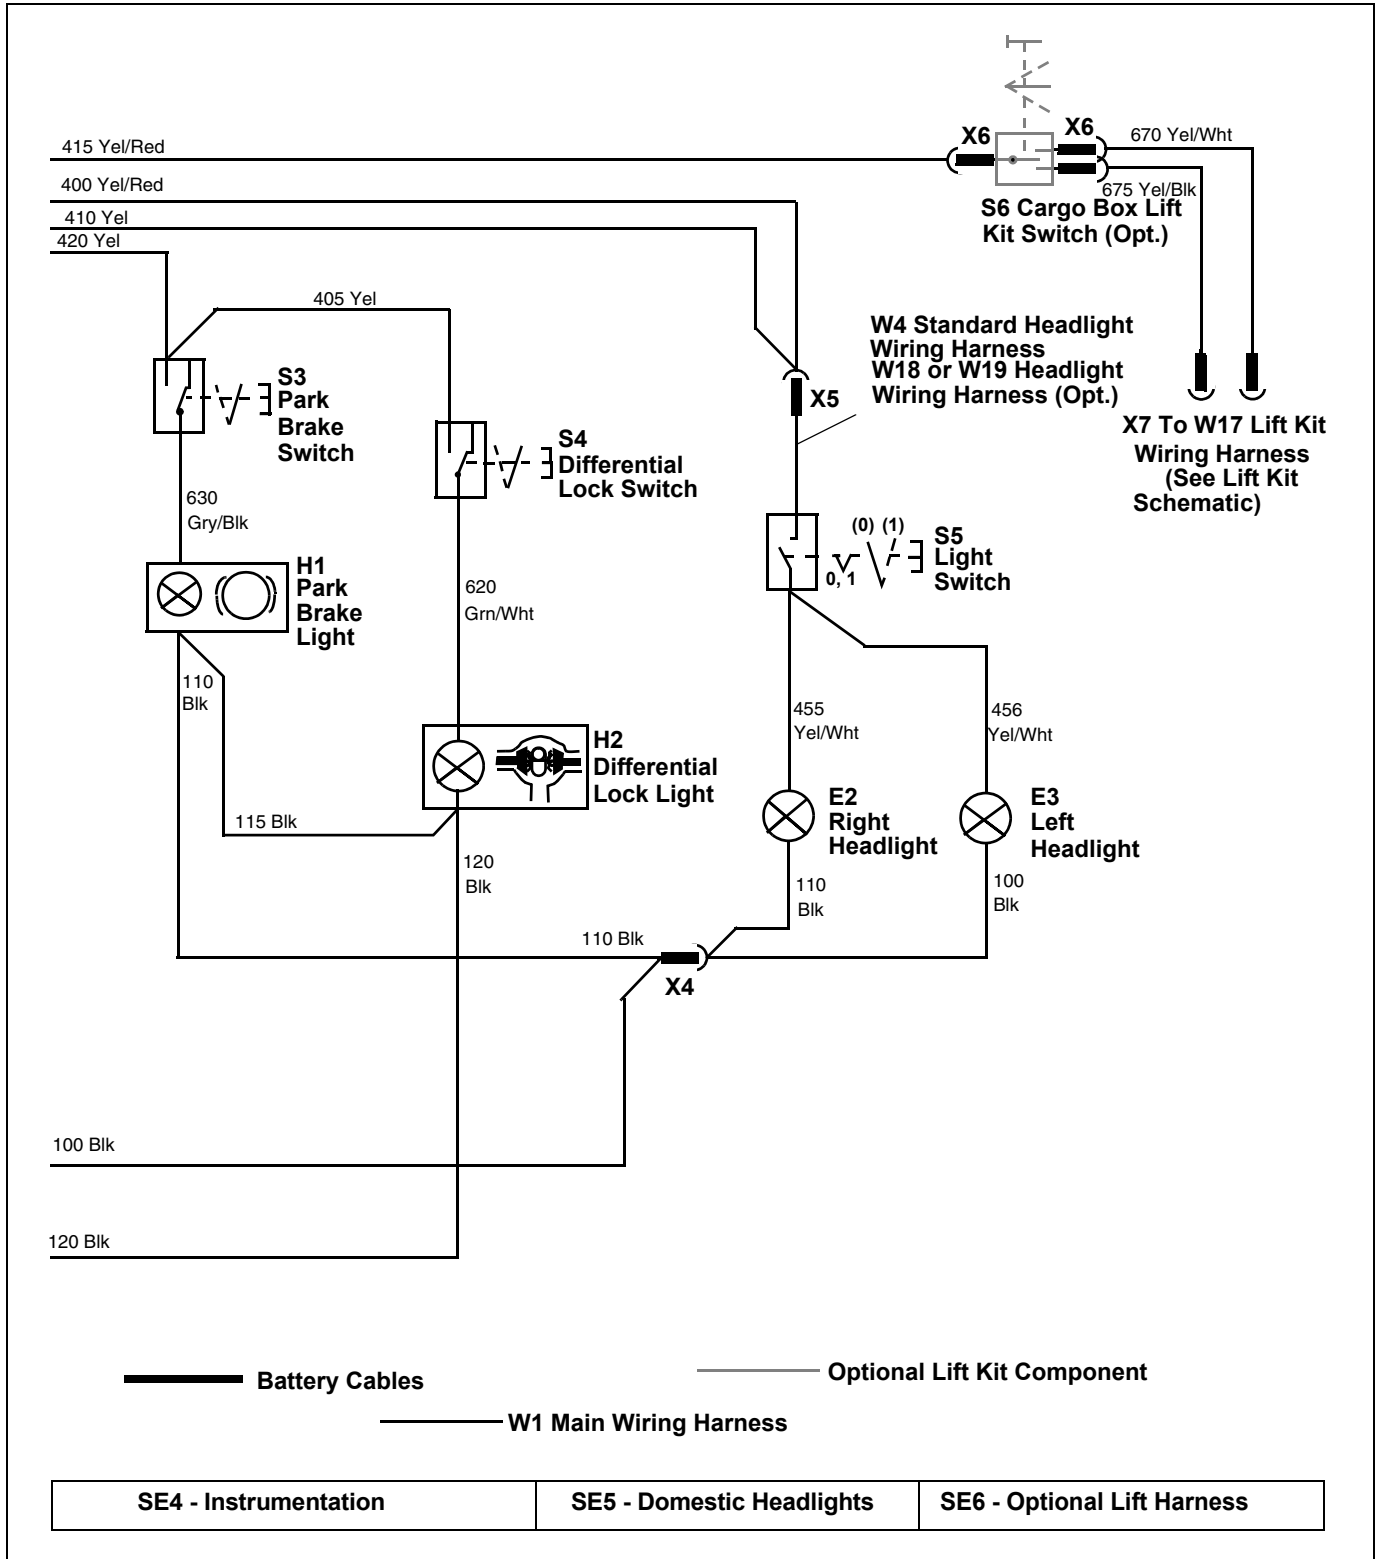 X6
X6
670 Yel/Wht
415 Yel/Red
400 Yel/Red
675 Yel/Blk
S6 Cargo Box Lift
Kit Switch (Opt.)
410 Yel
420 Yel
405 Yel
W4 Standard Headlight
Wiring Harness
W18 or W19 Headlight
Wiring Harness (Opt.)
S3
Park
Brake
Switch
X5
X7 To W17 Lift Kit
Wiring Harness
(See Lift Kit
Schematic)
S4
Differential
Lock Switch
630
Gry/Blk
(0) (1)
0, 1
S5
Light
Switch
H1
Park
Brake
Light
620
Grn/Wht
110
Blk
455
Yel/Wht
456
Yel/Wht
H2
Differential
Lock Light
E2
Right
Headlight
E3
Left
Headlight
115 Blk
120
Blk
110
Blk
100
Blk
110 Blk
X4
100 Blk
120 Blk
Battery Cables
Optional Lift Kit Component
W1 Main Wiring Harness
SE4 - Instrumentation
SE5 - Domestic Headlights
SE6 - Optional Lift Harness